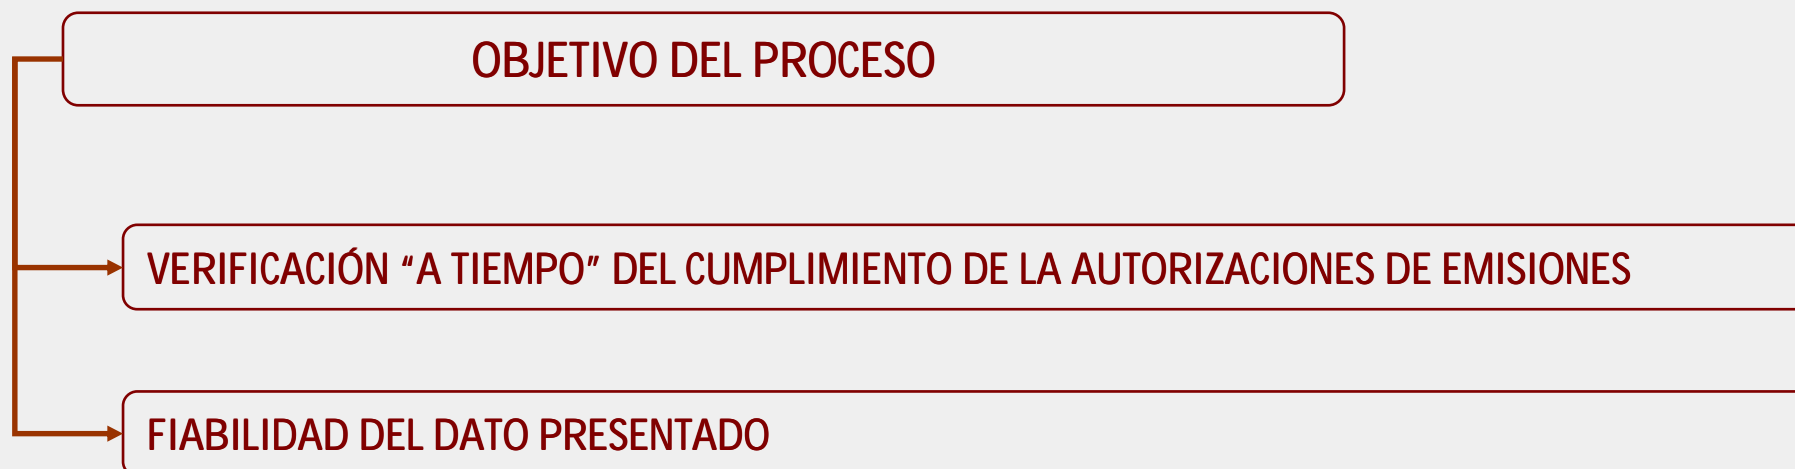 OBJETIVO DEL PROCESO
VERIFICACIÓN “A TIEMPO” DEL CUMPLIMIENTO DE LA AUTORIZACIONES DE EMISIONES
FIABILIDAD DEL DATO PRESENTADO